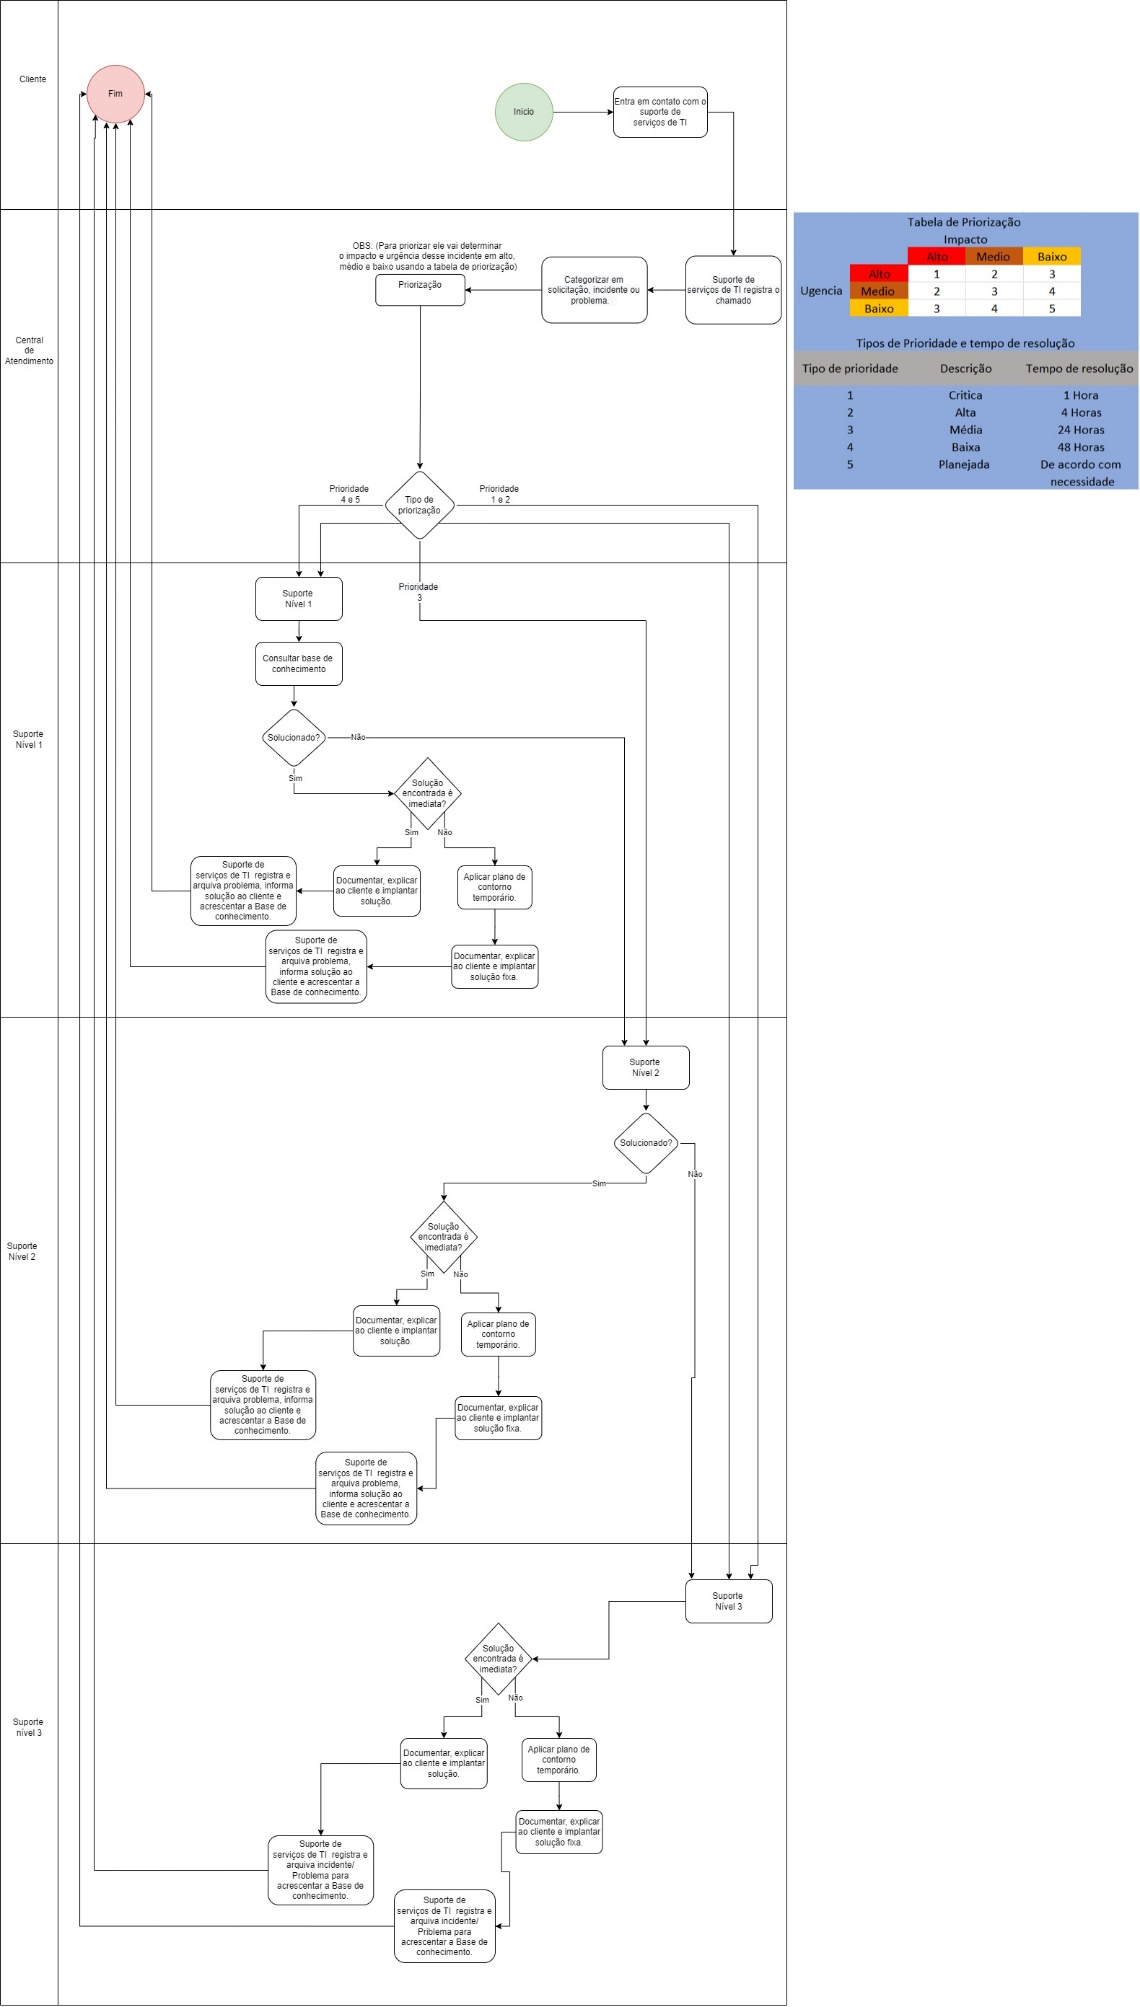 Cliente
Fim
Inicio
Entra em contato com o
suporte de
serviços de TI
Central
de
Atendimento
OBS: (Para priorizar ele vai determinar
o impacto e urgência desse incidente em alto,
médio e baixo usando a tabela de priorização)
Priorização
Categorizar em
solicitação, incidente ou
problema.
Suporte de
serviços de TI registra o
chamado
Tabela de Priorização
Impacto
Alto Medio Baixo
Alto 1 2 3
Ugencia Medio 2 3 4
Baixo 3 4 5
Tipos de Prioridade e tempo de resolução
Tipo de prioridade Descrição Tempo de resolução
1 Critica 1 Hora
2 Alta 4 Horas
3 Média 24 Horas
4 Baixa 48 Horas
5 Planejada De acordo com
necessidade
Prioridade
4 e 5
Tipo de
priorização
Prioridade
1 e 2
Prioridade
3
Suporte
Nível 1
Suporte
Nível 1
Consultar base de
conhecimento
Solucionado?
Não
Sim
Solução
encontrada é
imediata?
Sim
Não
Suporte de
serviços de TI registra e
arquiva problema, informa
solução ao cliente e
acrescentar a Base de
conhecimento.
Documentar, explicar
ao cliente e implantar
solução.
Aplicar plano de
contorno
temporário.
Suporte de
serviços de TI registra e
arquiva problema,
informa solução ao
cliente e acrescentar a
Base de conhecimento.
Documentar, explicar
ao cliente e implantar
solução fixa.
Suporte
Nível 2
Suporte
Nível 2
Solucionado?
Não
Sim
Solução
encontrada é
imediata?
Sim
Não
Documentar, explicar
ao cliente e implantar
solução.
Aplicar plano de
contorno
temporário.
Suporte de
serviços de TI registra e
arquiva problema, informa
solução ao cliente e
acrescentar a Base de
conhecimento.
Documentar, explicar
ao cliente e implantar
solução fixa.
Suporte de
serviços de TI registra e
arquiva problema,
informa solução ao
cliente e acrescentar a
Base de conhecimento.
Suporte
nível 3
Suporte
Nível 3
Solução
encontrada é
imediata?
Sim
Não
Documentar, explicar
ao cliente e implantar
solução.
Aplicar plano de
contorno
temporário.
Documentar, explicar
ao cliente e implantar
solução fixa.
Suporte de
serviços de TI registra e
arquiva incidente/
Problema para
acrescentar a Base de
conhecimento.
Suporte de
serviços de TI registra e
arquiva incidente/
Priblema para
acrescentar a Base de
conhecimento.